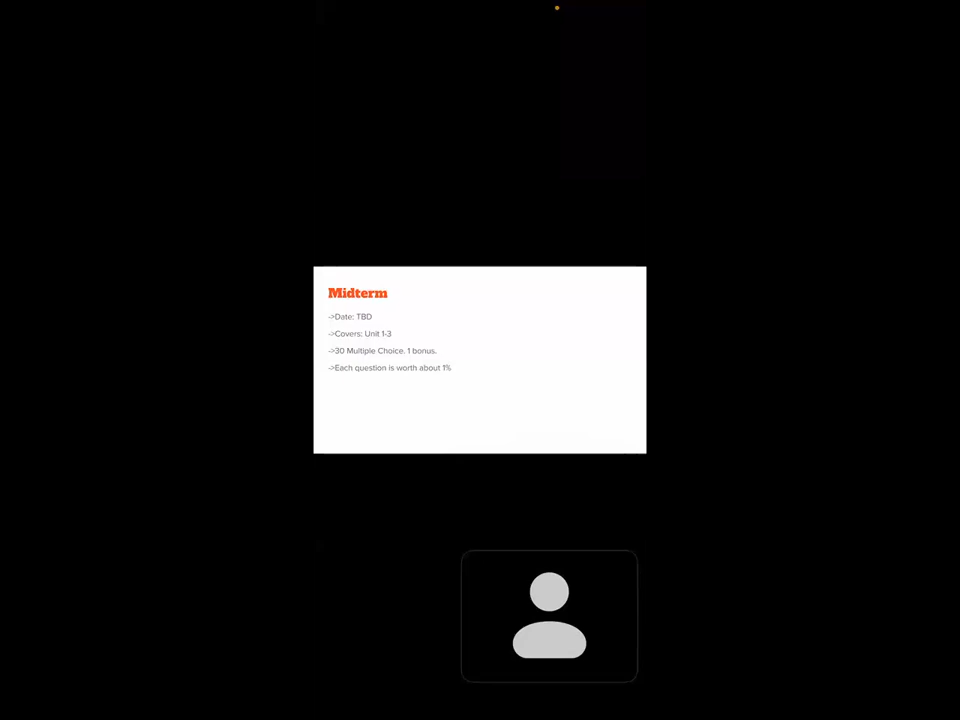 Midterm
->Date: TBD
->Covers: Unit 1-3
->30 Multiple Choice. 1 bonus.
->Each question is worth about 1%